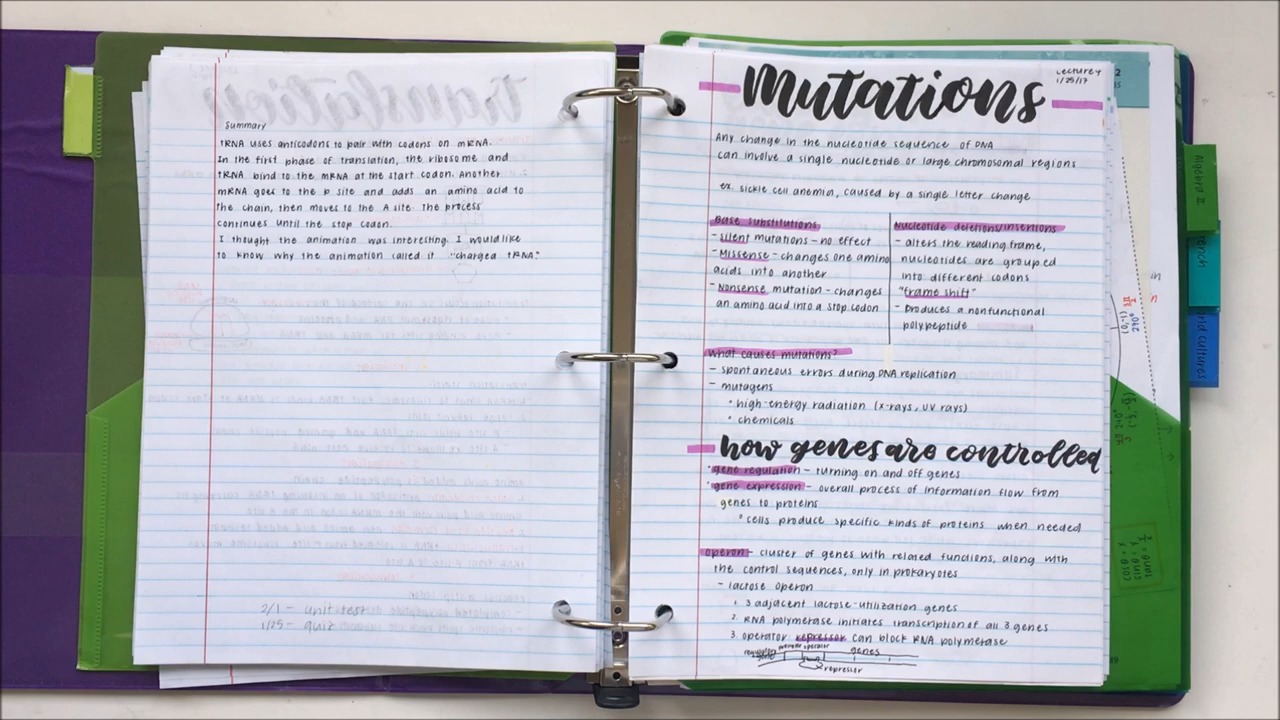 Summary
tRNA uses anticodons to pair with codons on mRNA.
In the first phase of translation, the ribosome and
tRNA bind to the mRNA at the start codon. Another
mRNA goes to the P site and adds an amino acid to
the chain, then moves to the A site. The process
continues until the stop codon.
I thought the animation was interesting. I would like
to know why the animation called it "charged tRNA."
2/1 - unit test
1/25 - quiz
Mutations
Lecture 4
1/25/17
Any change in the nucleotide sequence of DNA
can involve a single nucleotide or large chromosomal regions
ex. sickle cell anemia, caused by a single letter change
Base substitutions
- silent mutations - no effect
- Missense - changes one amino
acids into another
- Nonsense mutation - changes
an amino acid into a stop codon
Nucleotide deletions/insertions
- alters the reading frame,
nucleotides are grouped
into different codons
"frame shift"
- Produces a nonfunctional
polypeptide
What causes mutations?
- spontaneous errors during DNA replication
- mutagens
° high-energy radiation (x-rays, UV rays)
° chemicals
how genes are controlled
° gene regulation - turning on and off genes
° gene expression - overall process of information flow from
genes to proteins
° cells produce specific kinds of proteins when needed
operon - cluster of genes with related functions, along with
the control sequences, only in prokaryotes
- lactose operon
1. 3 adjacent lactose-utilization genes
2. RNA polymerase initiates transcription of all 3 genes
3. operator repressor can block RNA polymerase
regulatory gene promoter operator genes
repressor
Algebra II